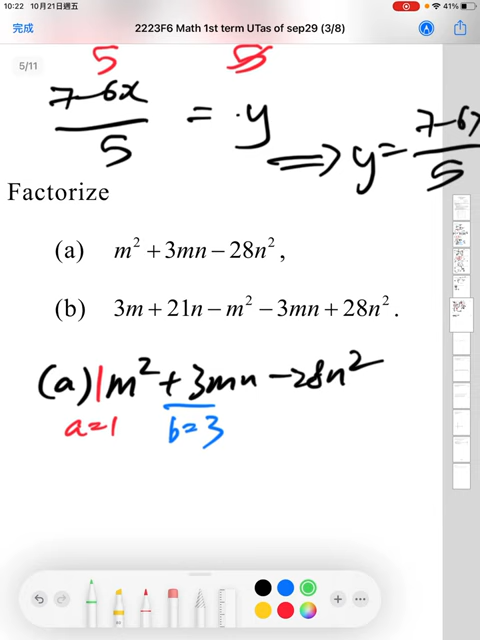 10:22 10月21日週五
41%
完成
2223F6 Math 1st term UTas of sep29 (3/8)
5/11
5 5
7-6x/5 = y
⟹ y = 7-6x/5
Factorize
(a) m² + 3mn − 28n²,
(b) 3m + 21n − m² − 3mn + 28n².
(a) 1m² + 3mn − 28n²
a=1 b=3